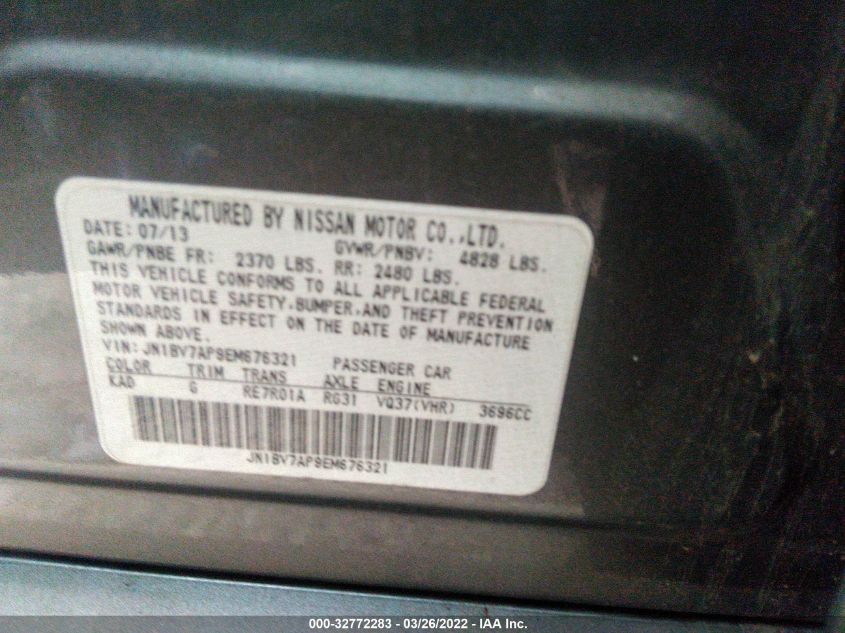 MANUFACTURED BY NISSAN MOTOR CO.,LTD.
DATE: 07/13 GVWR/PNBV: 4828 LBS.
GAWR/PNBE FR: 2370 LBS. RR: 2480 LBS.
THIS VEHICLE CONFORMS TO ALL APPLICABLE FEDERAL
MOTOR VEHICLE SAFETY,BUMPER,AND THEFT PREVENTION
STANDARDS IN EFFECT ON THE DATE OF MANUFACTURE
SHOWN ABOVE.
VIN:JN1BV7AP9EM676321 PASSENGER CAR
COLOR TRIM TRANS AXLE ENGINE
KAD G RE7R01A RG31 VQ37(VHR) 3696CC
JN1BV7AP9EM676321
000-32772283 - 03/26/2022 - IAA Inc.